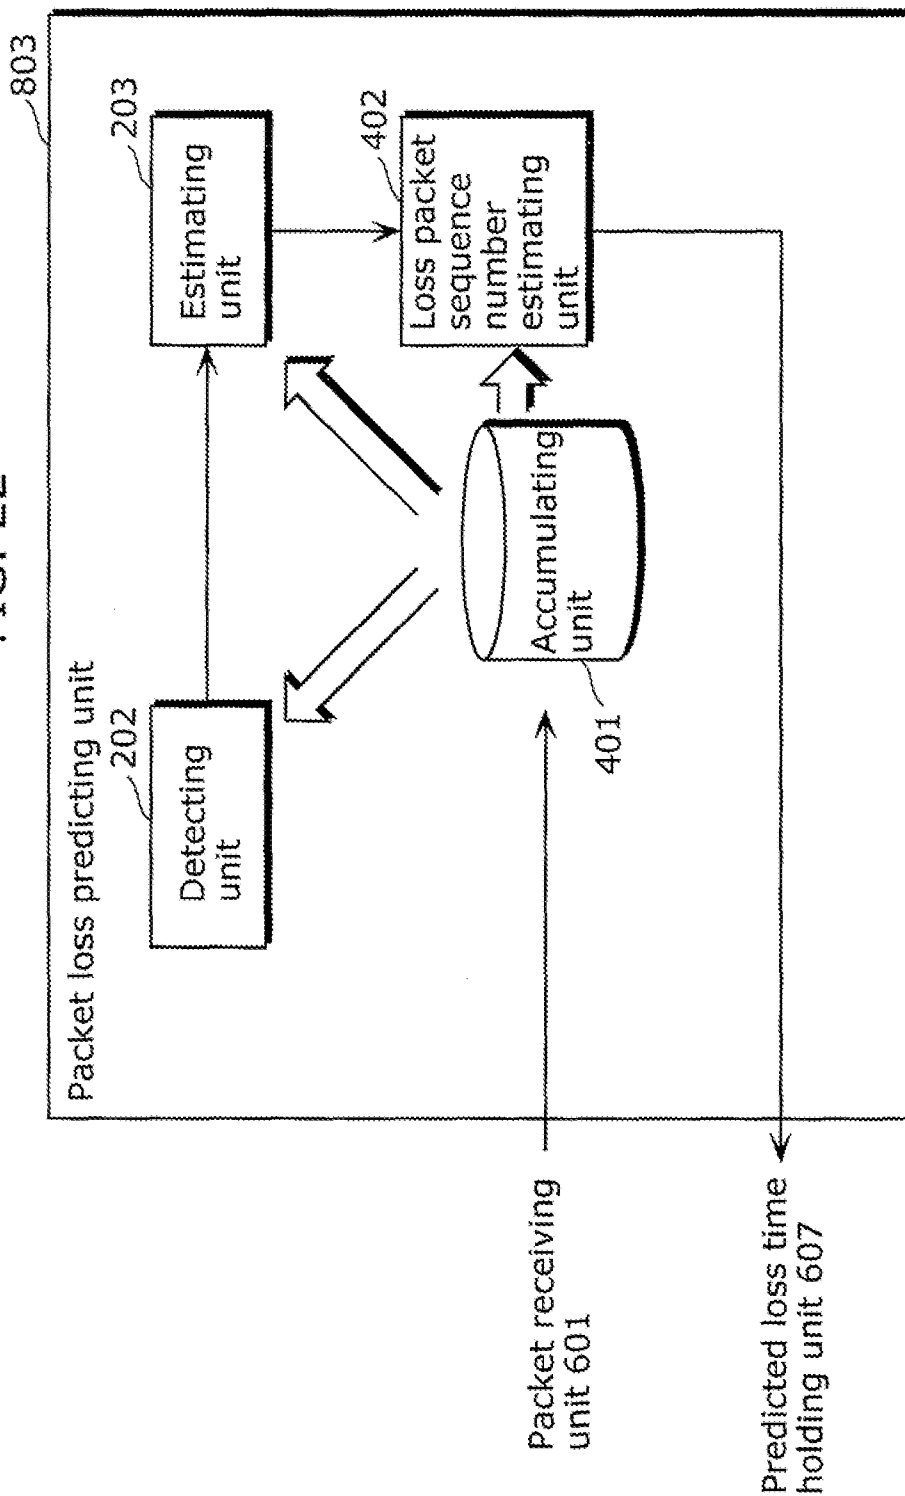 803
Packet loss predicting unit
202
Detecting
unit
203
Estimating
unit
402
Loss packet
sequence
number
estimating
unit
Accumulating
unit
401
Packet receiving
unit 601
Predicted loss time
holding unit 607